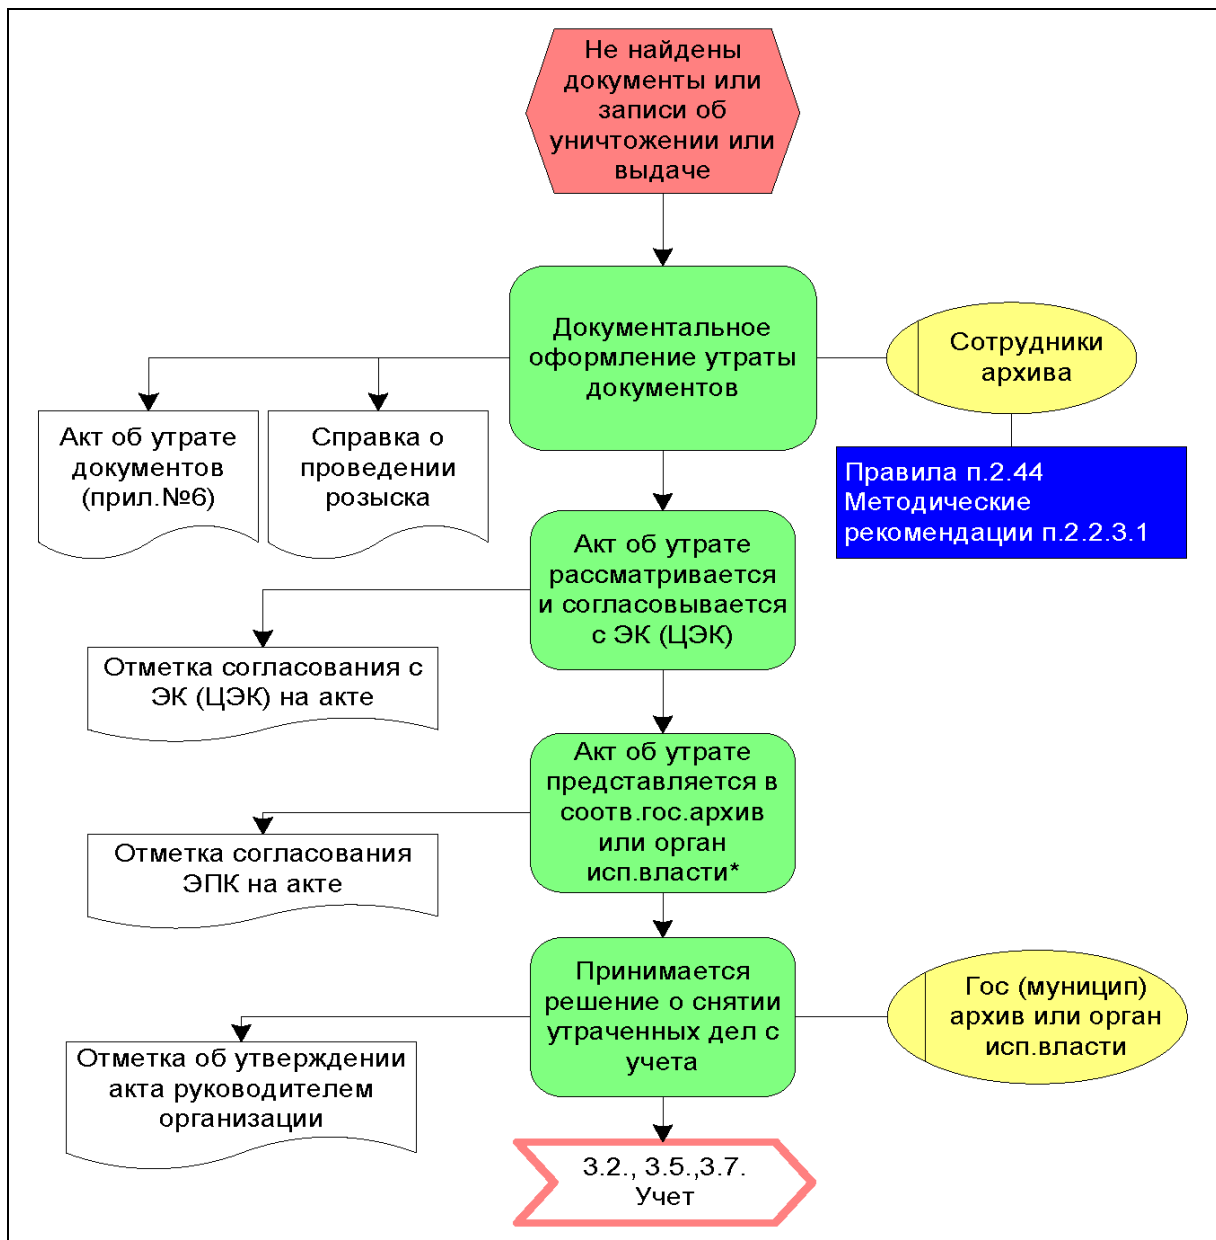 Не найдены
документы или
записи об
уничтожении или
выдаче
Документальное
оформление утраты
документов
Сотрудники
архива
Акт об утрате
документов
(прил.№6)
Справка о
проведении
розыска
Правила п.2.44
Методические
рекомендации п.2.2.3.1
Акт об утрате
рассматривается
и согласовывается
с ЭК (ЦЭК)
Отметка согласования с
ЭК (ЦЭК) на акте
Акт об утрате
представляется в
соотв.гос.архив
или орган
исп.власти*
Отметка согласования
ЭПК на акте
Принимается
решение о снятии
утраченных дел с
учета
Гос (муницип)
архив или орган
исп.власти
Отметка об утверждении
акта руководителем
организации
3.2., 3.5.,3.7.
Учет